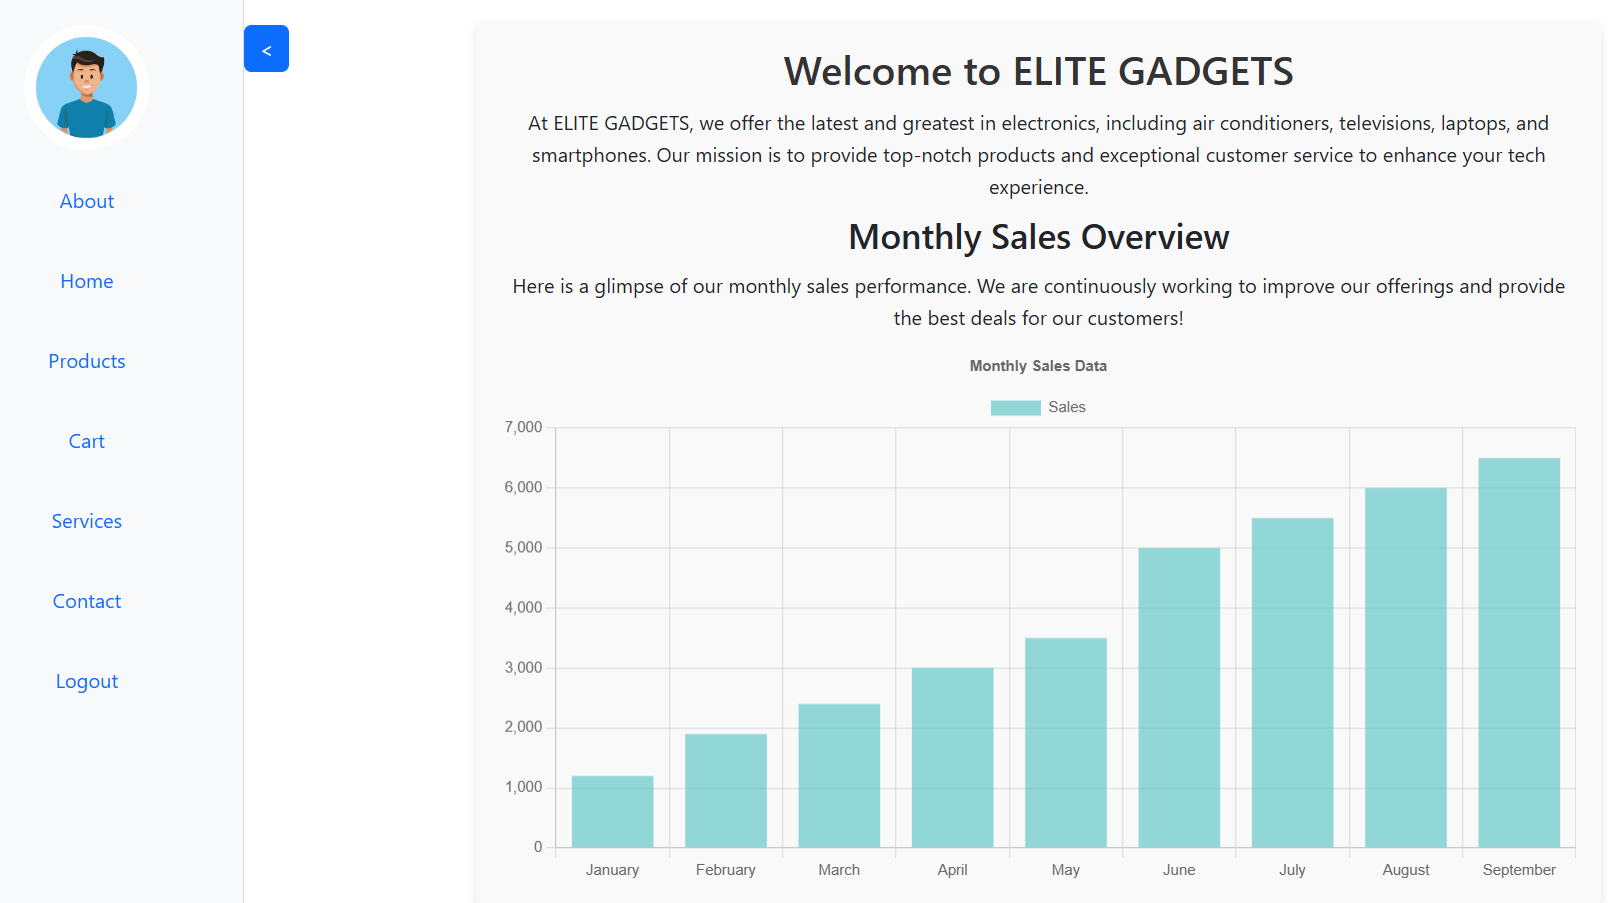 About
Home
Products
Cart
Services
Contact
Logout
<
Welcome to ELITE GADGETS
At ELITE GADGETS, we offer the latest and greatest in electronics, including air conditioners, televisions, laptops, and
smartphones. Our mission is to provide top-notch products and exceptional customer service to enhance your tech
experience.
Monthly Sales Overview
Here is a glimpse of our monthly sales performance. We are continuously working to improve our offerings and provide
the best deals for our customers!
Monthly Sales Data
Sales
7,000
6,000
5,000
4,000
3,000
2,000
1,000
0
January February March April May June July August September